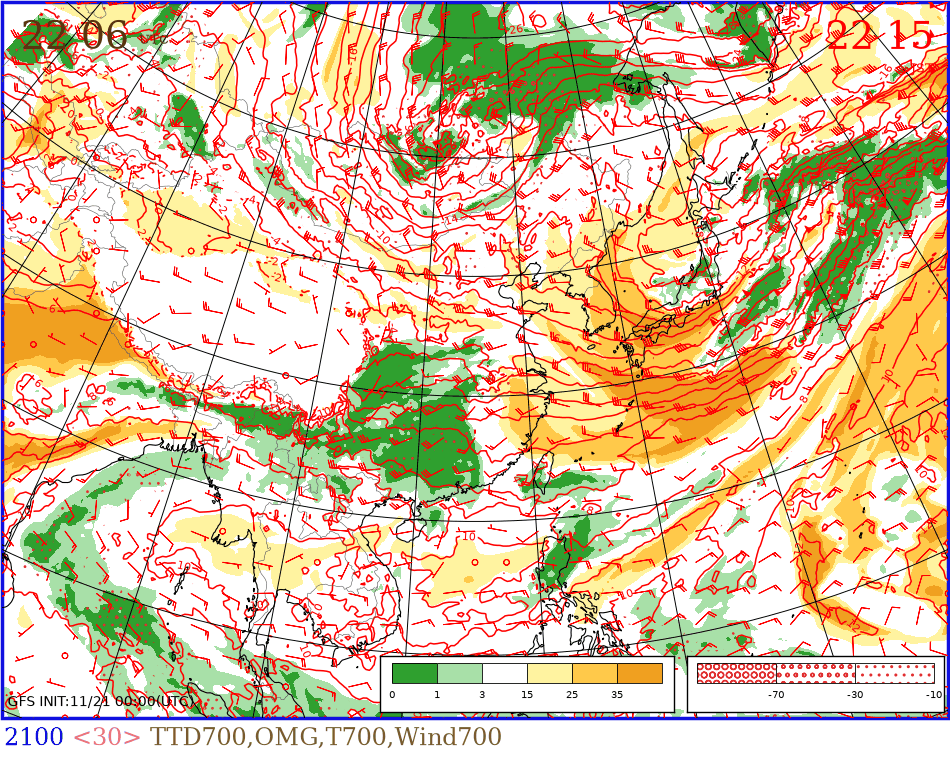 22 06 22 15
GFS INIT:11/21 00:00(UTC)
0 1 3 15 25 35
-70 -30 -10
2100 <30> TTD700,OMG,T700,Wind700